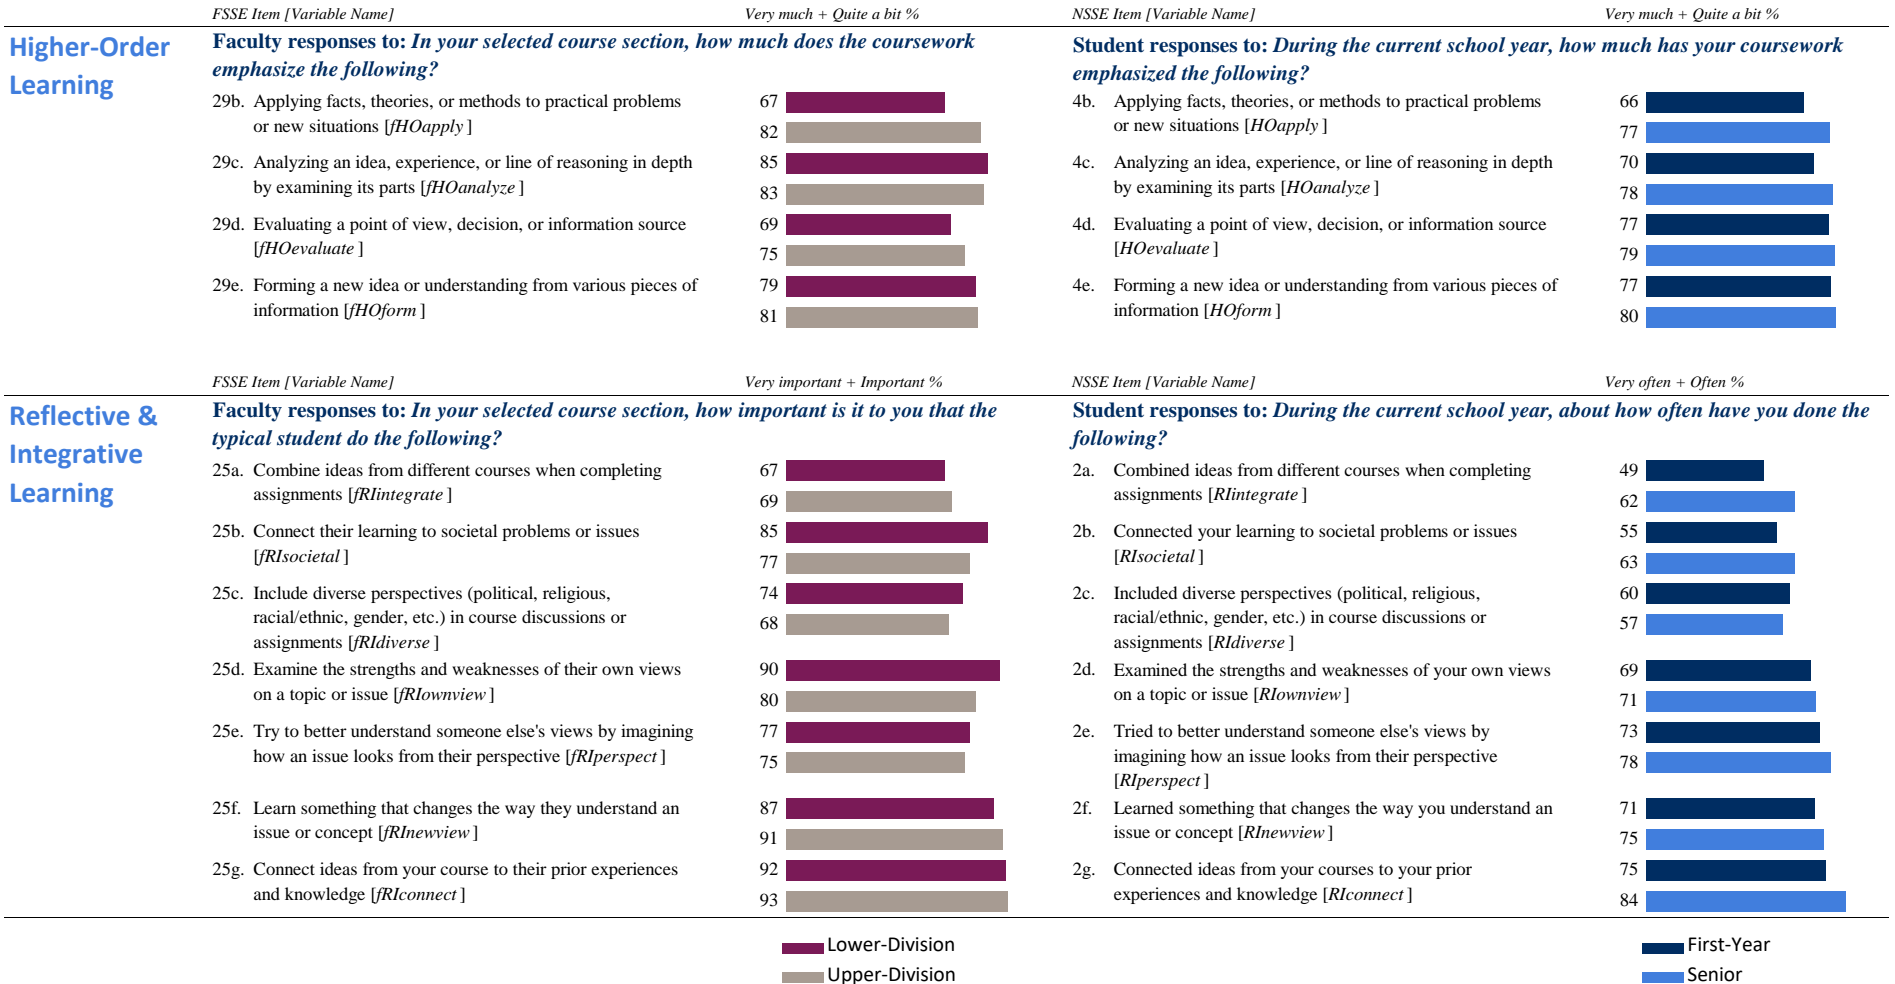 FSSE Item [Variable Name] Very much + Quite a bit % NSSE Item [Variable Name] Very much + Quite a bit %
Higher-Order
Learning
Faculty responses to: In your selected course section, how much does the coursework
emphasize the following?
29b. Applying facts, theories, or methods to practical problems 67
or new situations [fHOapply] 82
29c. Analyzing an idea, experience, or line of reasoning in depth 85
by examining its parts [fHOanalyze] 83
29d. Evaluating a point of view, decision, or information source 69
[fHOevaluate] 75
29e. Forming a new idea or understanding from various pieces of 79
information [fHOform] 81
Student responses to: During the current school year, how much has your coursework
emphasized the following?
4b. Applying facts, theories, or methods to practical problems 66
or new situations [HOapply] 77
4c. Analyzing an idea, experience, or line of reasoning in depth 70
by examining its parts [HOanalyze] 78
4d. Evaluating a point of view, decision, or information source 77
[HOevaluate] 79
4e. Forming a new idea or understanding from various pieces of 77
information [HOform] 80
FSSE Item [Variable Name] Very important + Important % NSSE Item [Variable Name] Very often + Often %
Reflective &
Integrative
Learning
Faculty responses to: In your selected course section, how important is it to you that the
typical student do the following?
25a. Combine ideas from different courses when completing 67
assignments [fRIintegrate] 69
25b. Connect their learning to societal problems or issues 85
[fRIsocietal] 77
25c. Include diverse perspectives (political, religious, 74
racial/ethnic, gender, etc.) in course discussions or 68
assignments [fRIdiverse]
25d. Examine the strengths and weaknesses of their own views 90
on a topic or issue [fRIownview] 80
25e. Try to better understand someone else's views by imagining 77
how an issue looks from their perspective [fRIperspect] 75
25f. Learn something that changes the way they understand an 87
issue or concept [fRInewview] 91
25g. Connect ideas from your course to their prior experiences 92
and knowledge [fRIconnect] 93
Student responses to: During the current school year, about how often have you done the
following?
2a. Combined ideas from different courses when completing 49
assignments [RIintegrate] 62
2b. Connected your learning to societal problems or issues 55
[RIsocietal] 63
2c. Included diverse perspectives (political, religious, 60
racial/ethnic, gender, etc.) in course discussions or 57
assignments [RIdiverse]
2d. Examined the strengths and weaknesses of your own views 69
on a topic or issue [RIownview] 71
2e. Tried to better understand someone else's views by 73
imagining how an issue looks from their perspective 78
[RIperspect]
2f. Learned something that changes the way you understand an 71
issue or concept [RInewview] 75
2g. Connected ideas from your courses to your prior 75
experiences and knowledge [RIconnect] 84
Lower-Division
Upper-Division
First-Year
Senior